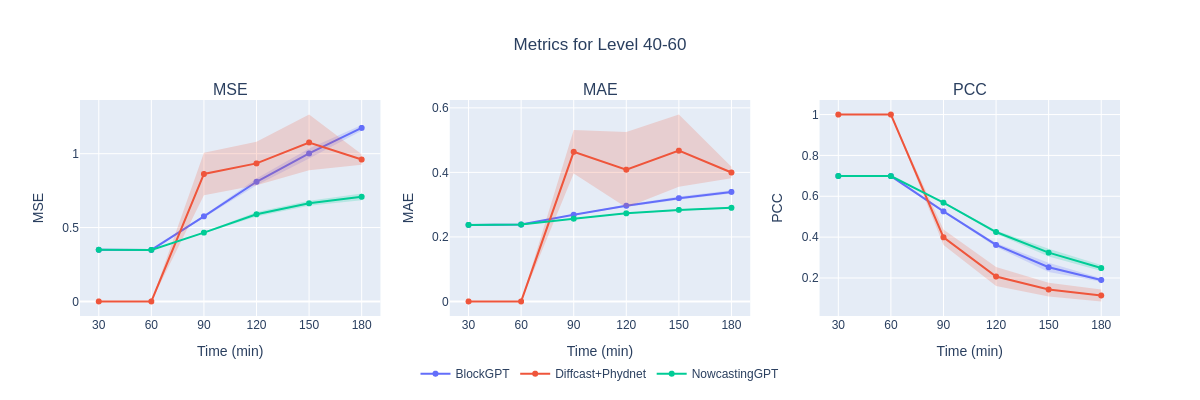 Metrics for Level 40-60
MSE
MAE
PCC
MSE
1
0.5
0
30 60 90 120 150 180
Time (min)
MAE
0.6
0.4
0.2
0
30 60 90 120 150 180
Time (min)
PCC
1
0.8
0.6
0.4
0.2
30 60 90 120 150 180
Time (min)
BlockGPT Diffcast+Phydnet NowcastingGPT